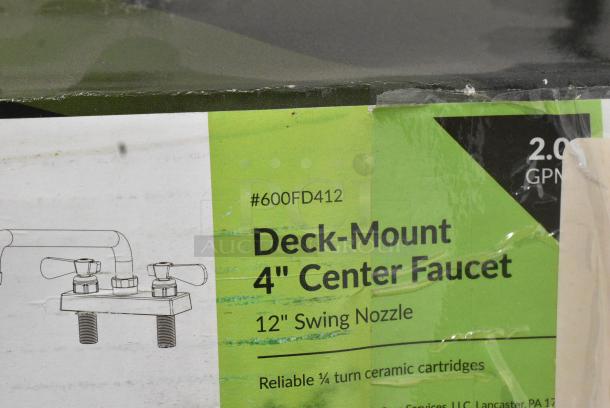 2.0
GPM
#600FD412
Deck-Mount
4" Center Faucet
12" Swing Nozzle
Reliable ¼ turn ceramic cartridges
Services, LLC, Lancaster, PA 17